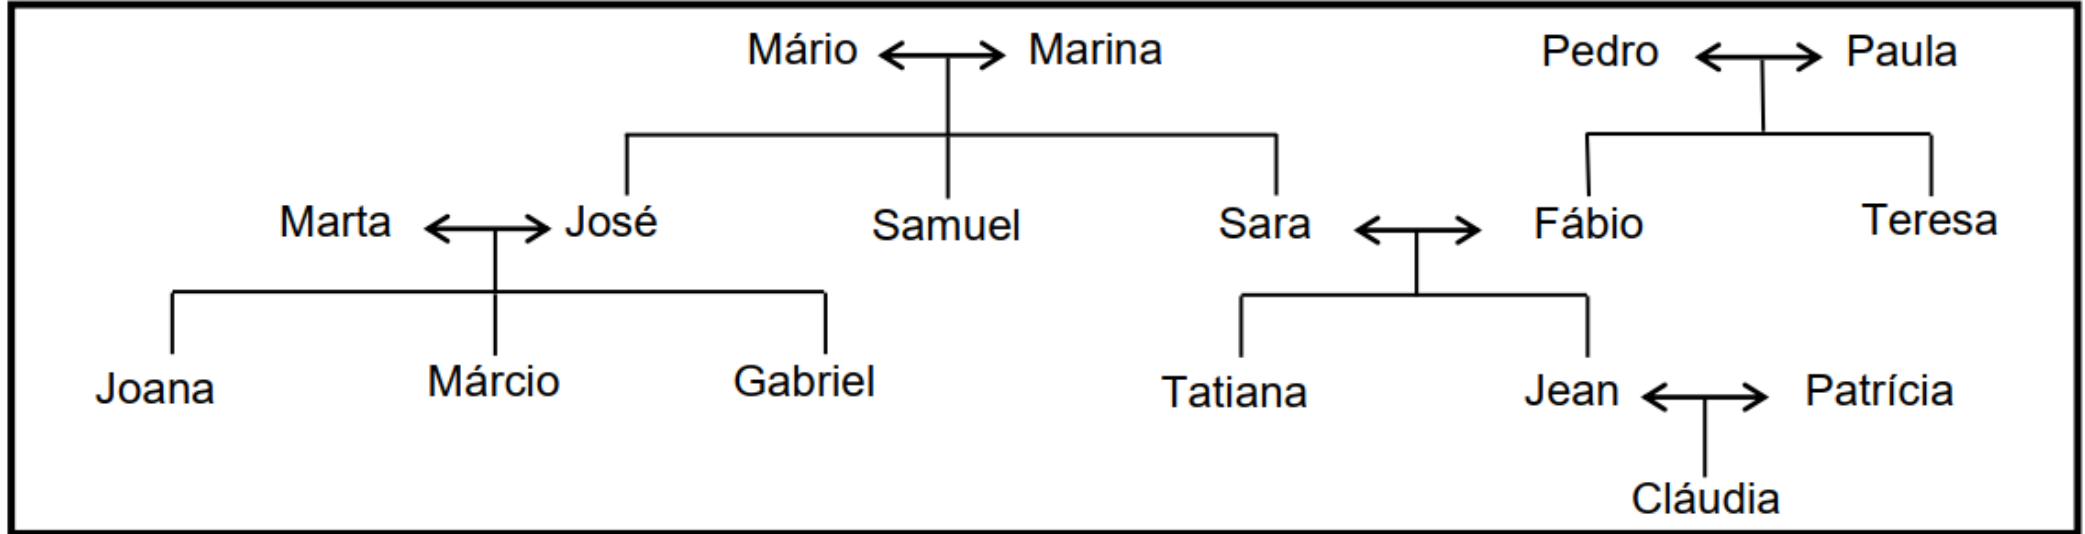 Mário Marina Pedro Paula
Marta José Samuel Sara Fábio Teresa
Joana Márcio Gabriel Tatiana Jean Patrícia
Cláudia